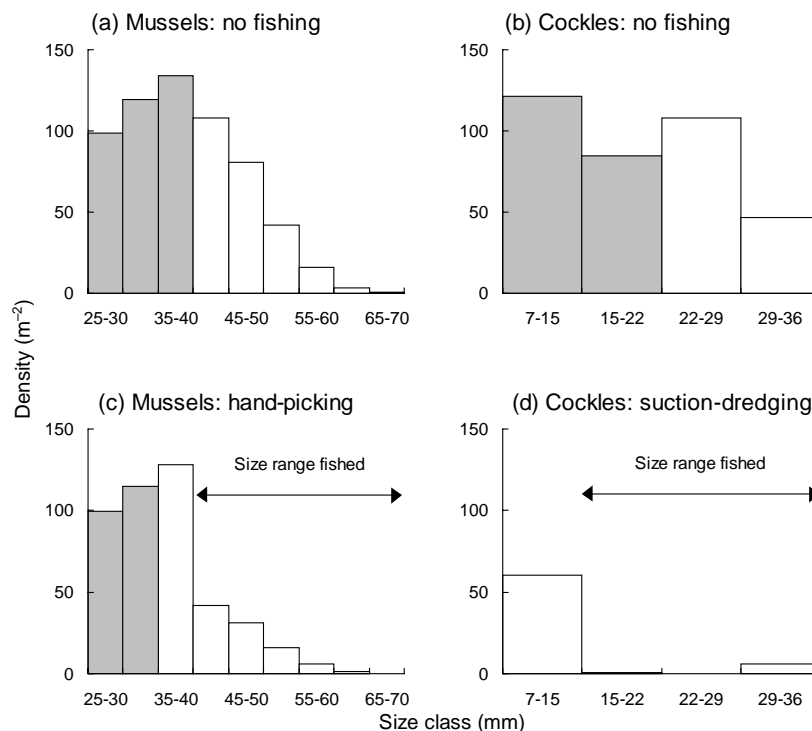 (a) Mussels: no fishing
150
100
50
0
25-30 35-40 45-50 55-60 65-70
(b) Cockles: no fishing
150
100
50
0
7-15 15-22 22-29 29-36
Density (m⁻²)
(c) Mussels: hand-picking
150
Size range fished
100
50
0
25-30 35-40 45-50 55-60 65-70
(d) Cockles: suction-dredging
150
Size range fished
100
50
0
7-15 15-22 22-29 29-36
Size class (mm)